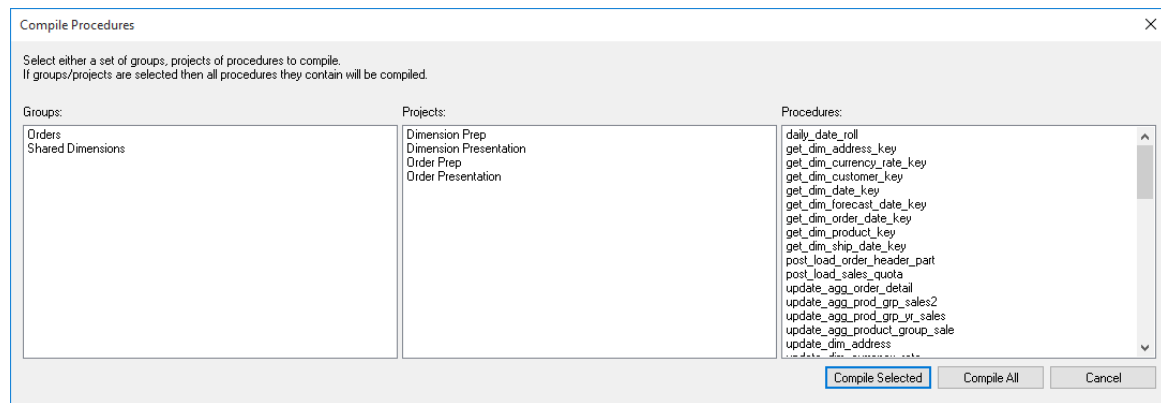 Compile Procedures
Select either a set of groups, projects of procedures to compile.
If groups/projects are selected then all procedures they contain will be compiled.
Groups:
Orders
Shared Dimensions
Projects:
Dimension Prep
Dimension Presentation
Order Prep
Order Presentation
Procedures:
daily_date_roll
get_dim_address_key
get_dim_currency_rate_key
get_dim_customer_key
get_dim_date_key
get_dim_forecast_date_key
get_dim_order_date_key
get_dim_product_key
get_dim_ship_date_key
post_load_order_header_part
post_load_sales_quota
update_agg_order_detail
update_agg_prod_grp_sales2
update_agg_prod_grp_yr_sales
update_agg_product_group_sale
update_dim_address
Compile Selected
Compile All
Cancel